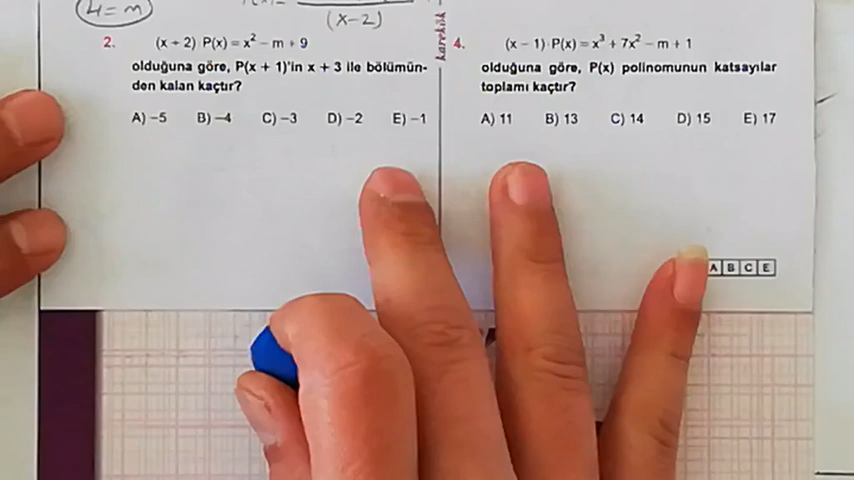 4 = m
(x-2)
2. (x + 2)·P(x) = x² – m + 9
olduğuna göre, P(x + 1)'in x + 3 ile bölümün-
den kalan kaçtır?
A) –5 B) –4 C) –3 D) –2 E) –1
karekök
4. (x – 1)·P(x) = x³ + 7x² – m + 1
olduğuna göre, P(x) polinomunun katsayılar
toplamı kaçtır?
A) 11 B) 13 C) 14 D) 15 E) 17
A B C E